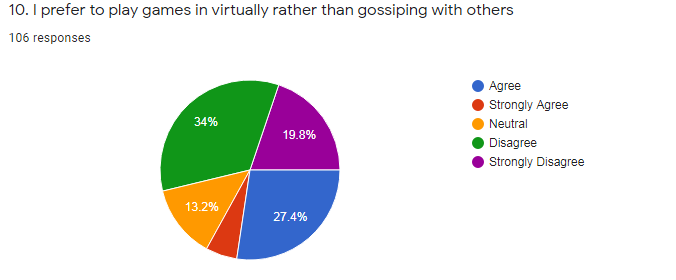 10. I prefer to play games in virtually rather than gossiping with others
106 responses
34%
19.8%
13.2%
27.4%
Agree
Strongly Agree
Neutral
Disagree
Strongly Disagree